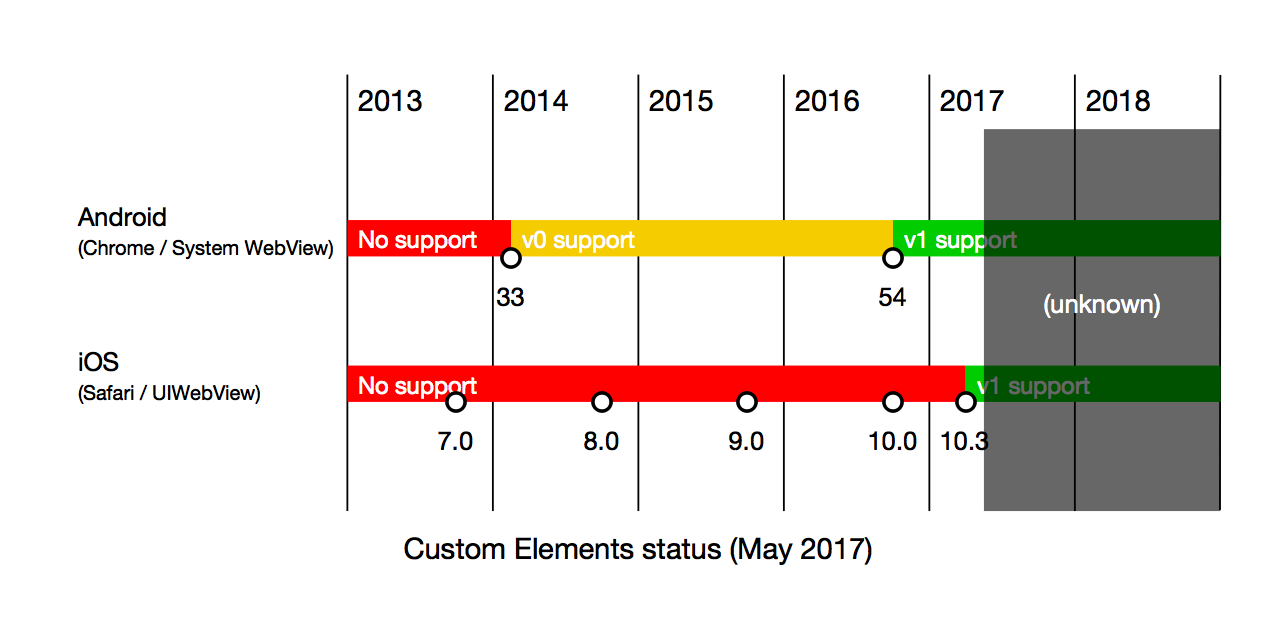 2013 2014 2015 2016 2017 2018
Android
(Chrome / System WebView)
No support v0 support v1 support
33 54
(unknown)
iOS
(Safari / UIWebView)
No support v1 support
7.0 8.0 9.0 10.0 10.3
Custom Elements status (May 2017)